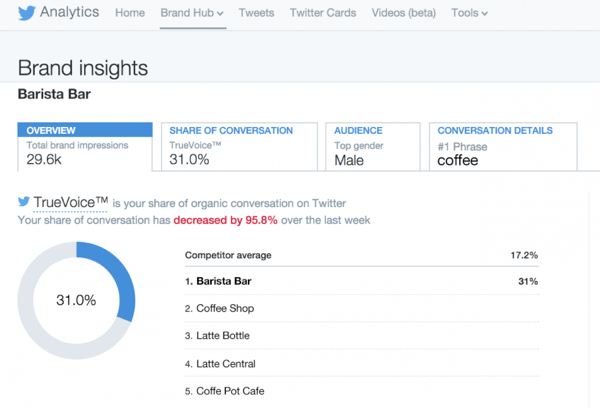 Analytics Home Brand Hub Tweets Twitter Cards Videos (beta) Tools
Brand insights
Barista Bar
OVERVIEW
Total brand impressions
29.6k
SHARE OF CONVERSATION
TrueVoice™
31.0%
AUDIENCE
Top gender
Male
CONVERSATION DETAILS
#1 Phrase
coffee
TrueVoice™ is your share of organic conversation on Twitter
Your share of conversation has decreased by 95.8% over the last week
31.0%
Competitor average 17.2%
1. Barista Bar 31%
2. Coffee Shop
3. Latte Bottle
4. Latte Central
5. Coffe Pot Cafe